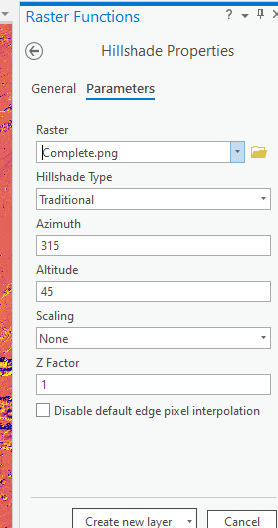 Raster Functions
?
Hillshade Properties
General Parameters
Raster
Complete.png
Hillshade Type
Traditional
Azimuth
315
Altitude
45
Scaling
None
Z Factor
1
Disable default edge pixel interpolation
Create new layer Cancel